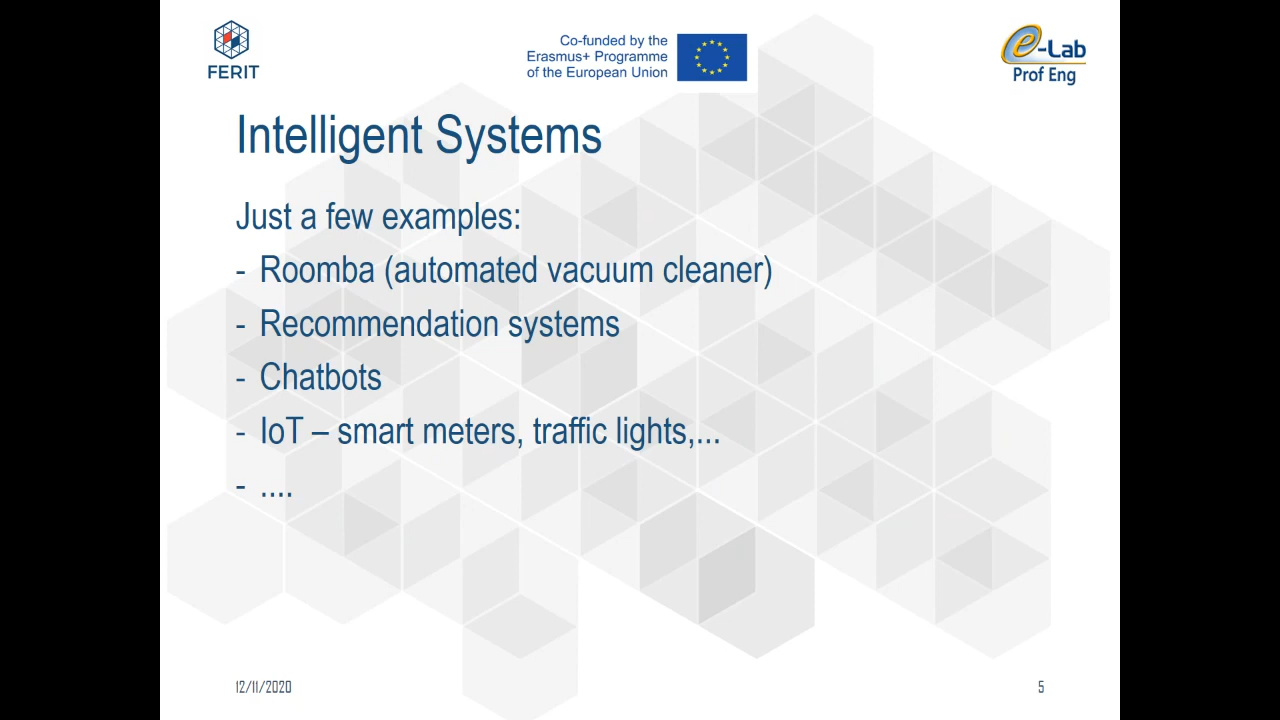 FERIT
Co-funded by the
Erasmus+ Programme
of the European Union
e-Lab
Prof Eng
Intelligent Systems
Just a few examples:
- Roomba (automated vacuum cleaner)
- Recommendation systems
- Chatbots
- IoT – smart meters, traffic lights,...
- ....
12/11/2020
5